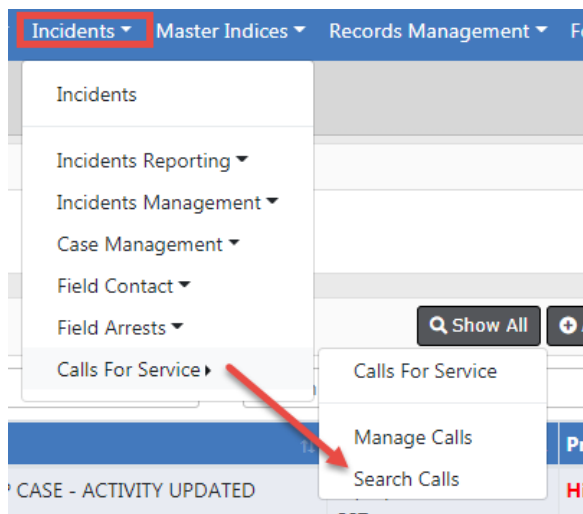 Incidents Master Indices Records Management
Incidents
Incidents Reporting
Incidents Management
Case Management
Field Contact
Field Arrests
Show All
Calls For Service
Calls For Service
Manage Calls
Search Calls
CASE - ACTIVITY UPDATED